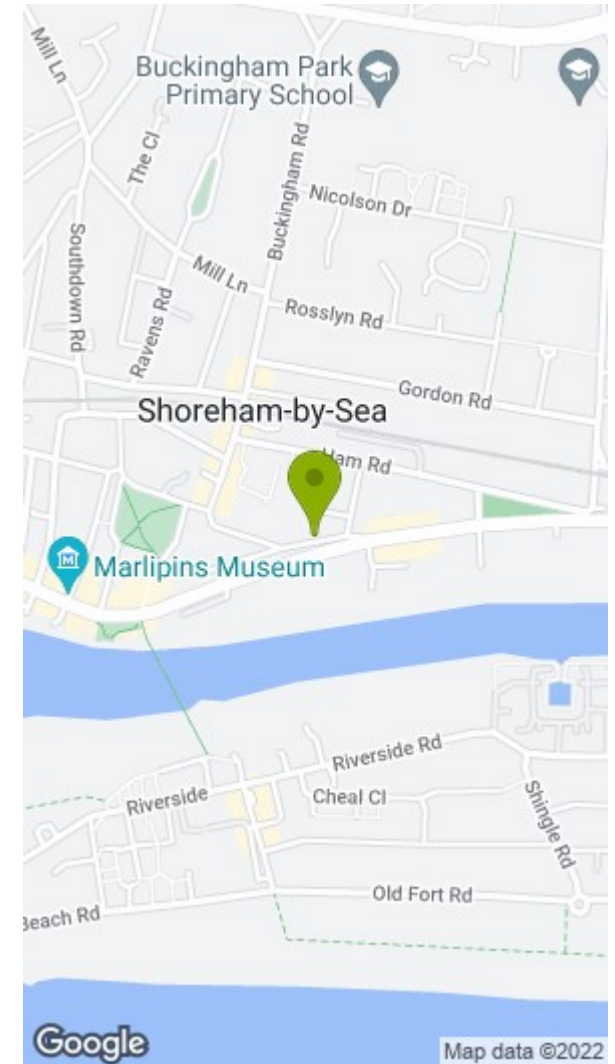 Mill Ln
Buckingham Park
Primary School
The Cl
Buckingham Rd
Nicolson Dr
Southdown Rd
Mill Ln
Ravens Rd
Rosslyn Rd
Gordon Rd
Shoreham-by-Sea
Ham Rd
M
Marlipins Museum
Riverside Rd
Riverside
Cheal Cl
Shingle Rd
Old Fort Rd
Beach Rd
Google
Map data ©2022